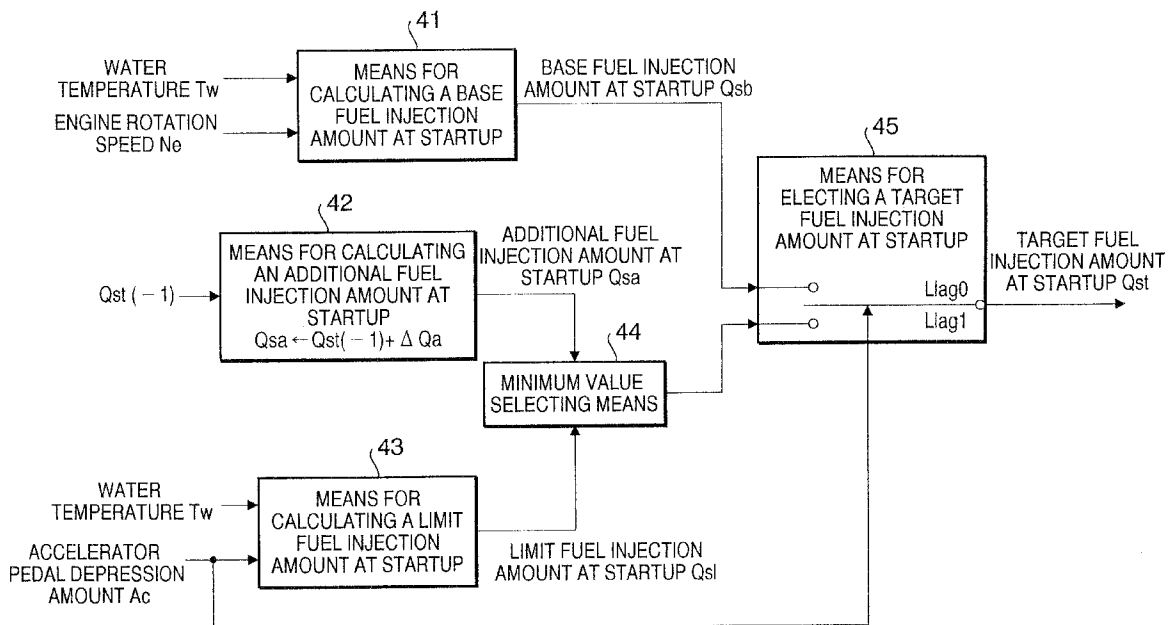 41
WATER
TEMPERATURE Tw
ENGINE ROTATION
SPEED Ne
MEANS FOR
CALCULATING A BASE
FUEL INJECTION
AMOUNT AT STARTUP
BASE FUEL INJECTION
AMOUNT AT STARTUP Qsb
45
MEANS FOR
ELECTING A TARGET
FUEL INJECTION
AMOUNT AT STARTUP
Llag0
Llag1
TARGET FUEL
INJECTION AMOUNT
AT STARTUP Qst
42
Qst (−1)
MEANS FOR CALCULATING
AN ADDITIONAL FUEL
INJECTION AMOUNT AT
STARTUP
Qsa ← Qst(−1)+ Δ Qa
ADDITIONAL FUEL
INJECTION AMOUNT AT
STARTUP Qsa
44
MINIMUM VALUE
SELECTING MEANS
43
WATER
TEMPERATURE Tw
ACCELERATOR
PEDAL DEPRESSION
AMOUNT Ac
MEANS FOR
CALCULATING A LIMIT
FUEL INJECTION
AMOUNT AT STARTUP
LIMIT FUEL INJECTION
AMOUNT AT STARTUP Qsl